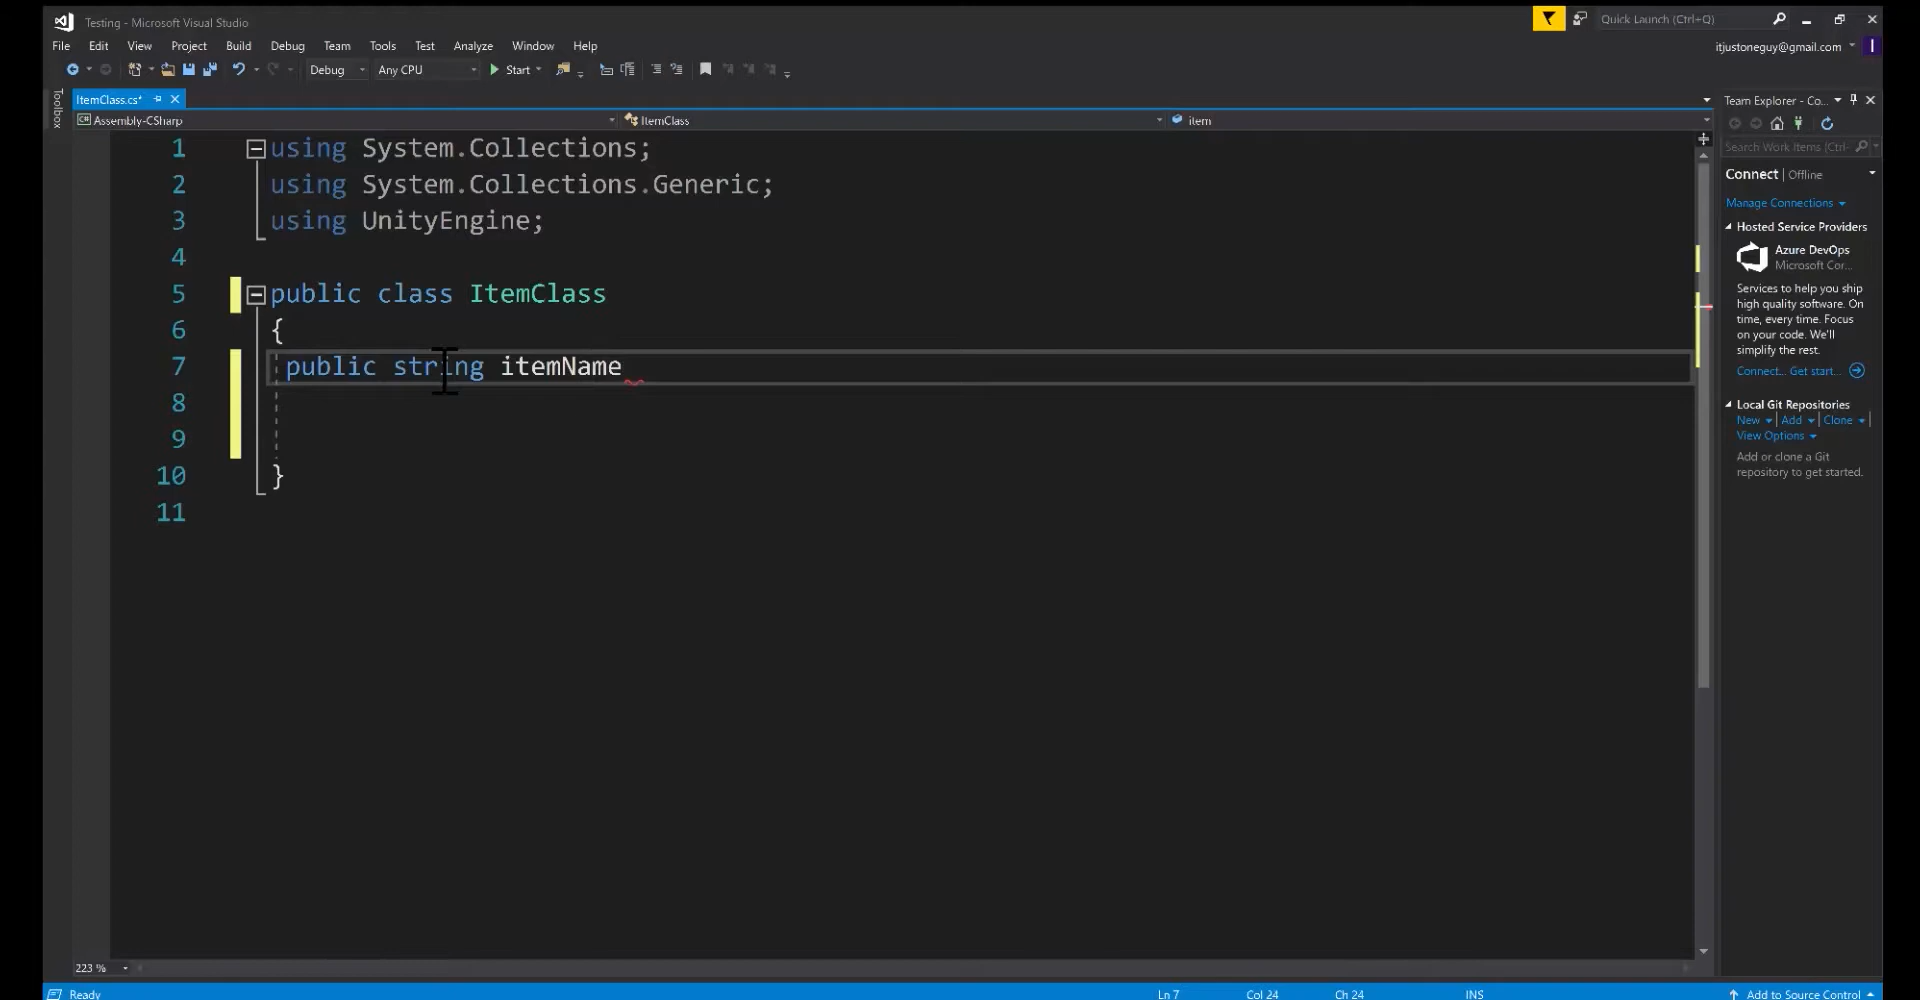 Testing - Microsoft Visual Studio
Quick Launch (Ctrl+Q)
File Edit View Project Build Debug Team Tools Test Analyze Window Help
itjustoneguy@gmail.com I
Debug Any CPU Start
Toolbox
ItemClass.cs*
Team Explorer - Co...
C# Assembly-CSharp ItemClass item
Search Work Items (Ctrl-
1 using System.Collections;
2 using System.Collections.Generic;
3 using UnityEngine;
4
5 public class ItemClass
6 {
7 public string itemName
8
9
10 }
11
Connect | Offline
Manage Connections
Hosted Service Providers
Azure DevOps
Microsoft Cor...
Services to help you ship
high quality software. On
time, every time. Focus
on your code. We'll
simplify the rest.
Connect... Get started...
Local Git Repositories
New | Add | Clone |
View Options
Add or clone a Git
repository to get started.
223 %
Ready Ln 7 Col 24 Ch 24 INS Add to Source Control